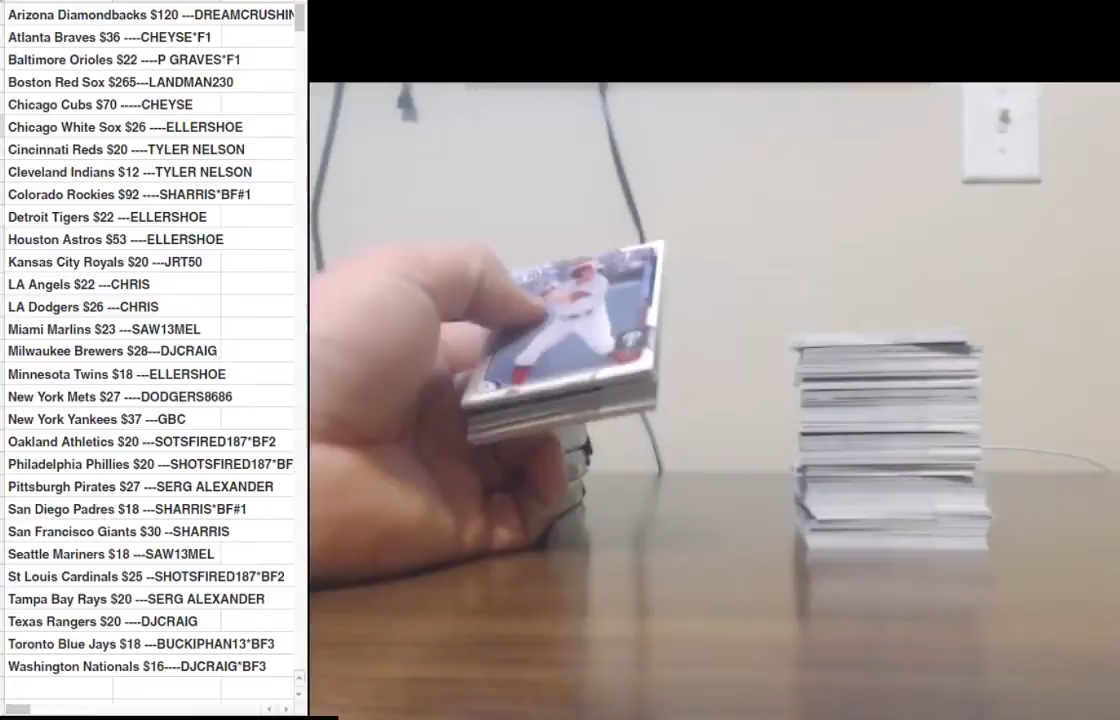 Arizona Diamondbacks $120 ---DREAMCRUSHIN
Atlanta Braves $36 ----CHEYSE*F1
Baltimore Orioles $22 ----P GRAVES*F1
Boston Red Sox $265---LANDMAN230
Chicago Cubs $70 -----CHEYSE
Chicago White Sox $26 ----ELLERSHOE
Cincinnati Reds $20 ----TYLER NELSON
Cleveland Indians $12 ---TYLER NELSON
Colorado Rockies $92 ----SHARRIS*BF#1
Detroit Tigers $22 ---ELLERSHOE
Houston Astros $53 ----ELLERSHOE
Kansas City Royals $20 ---JRT50
LA Angels $22 ---CHRIS
LA Dodgers $26 ---CHRIS
Miami Marlins $23 ---SAW13MEL
Milwaukee Brewers $28---DJCRAIG
Minnesota Twins $18 ---ELLERSHOE
New York Mets $27 ----DODGERS8686
New York Yankees $37 ---GBC
Oakland Athletics $20 ---SOTSFIRED187*BF2
Philadelphia Phillies $20 ---SHOTSFIRED187*BF
Pittsburgh Pirates $27 ---SERG ALEXANDER
San Diego Padres $18 ---SHARRIS*BF#1
San Francisco Giants $30 --SHARRIS
Seattle Mariners $18 ---SAW13MEL
St Louis Cardinals $25 --SHOTSFIRED187*BF2
Tampa Bay Rays $20 ---SERG ALEXANDER
Texas Rangers $20 ----DJCRAIG
Toronto Blue Jays $18 ---BUCKIPHAN13*BF3
Washington Nationals $16----DJCRAIG*BF3